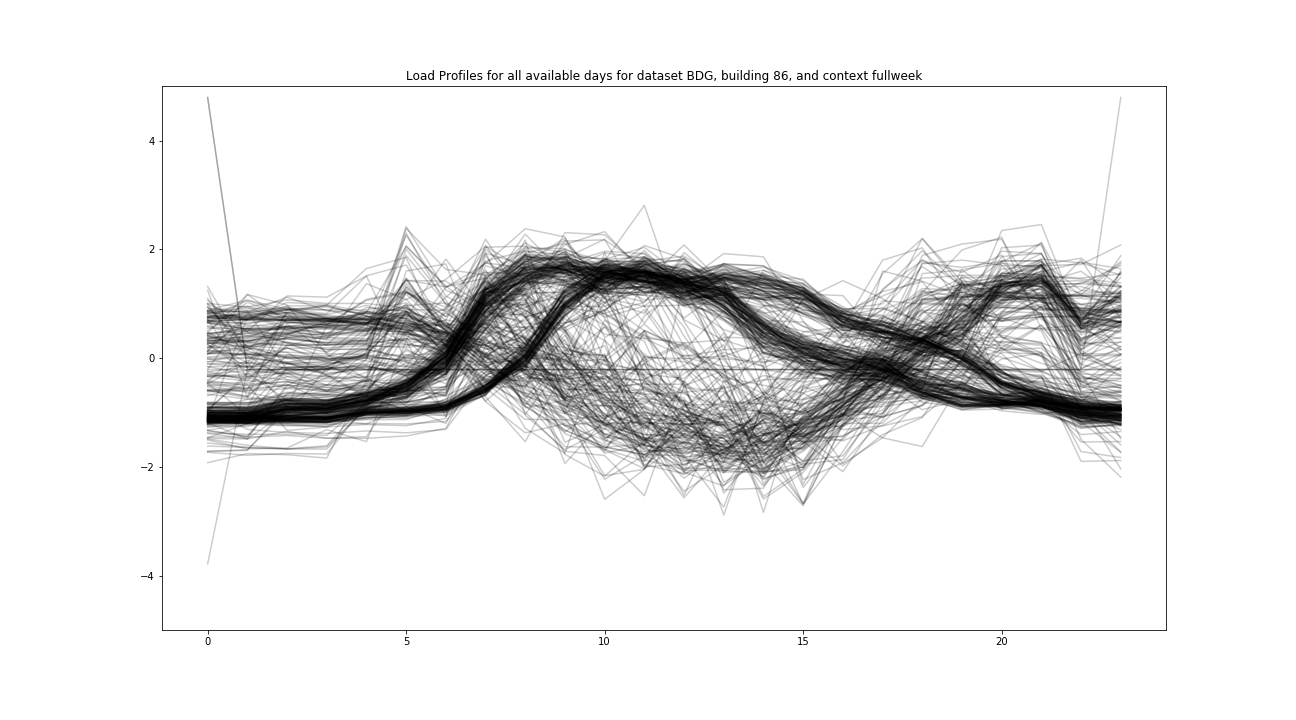 Load Profiles for all available days for dataset BDG, building 86, and context fullweek
4
2
0
−2
−4
0 5 10 15 20